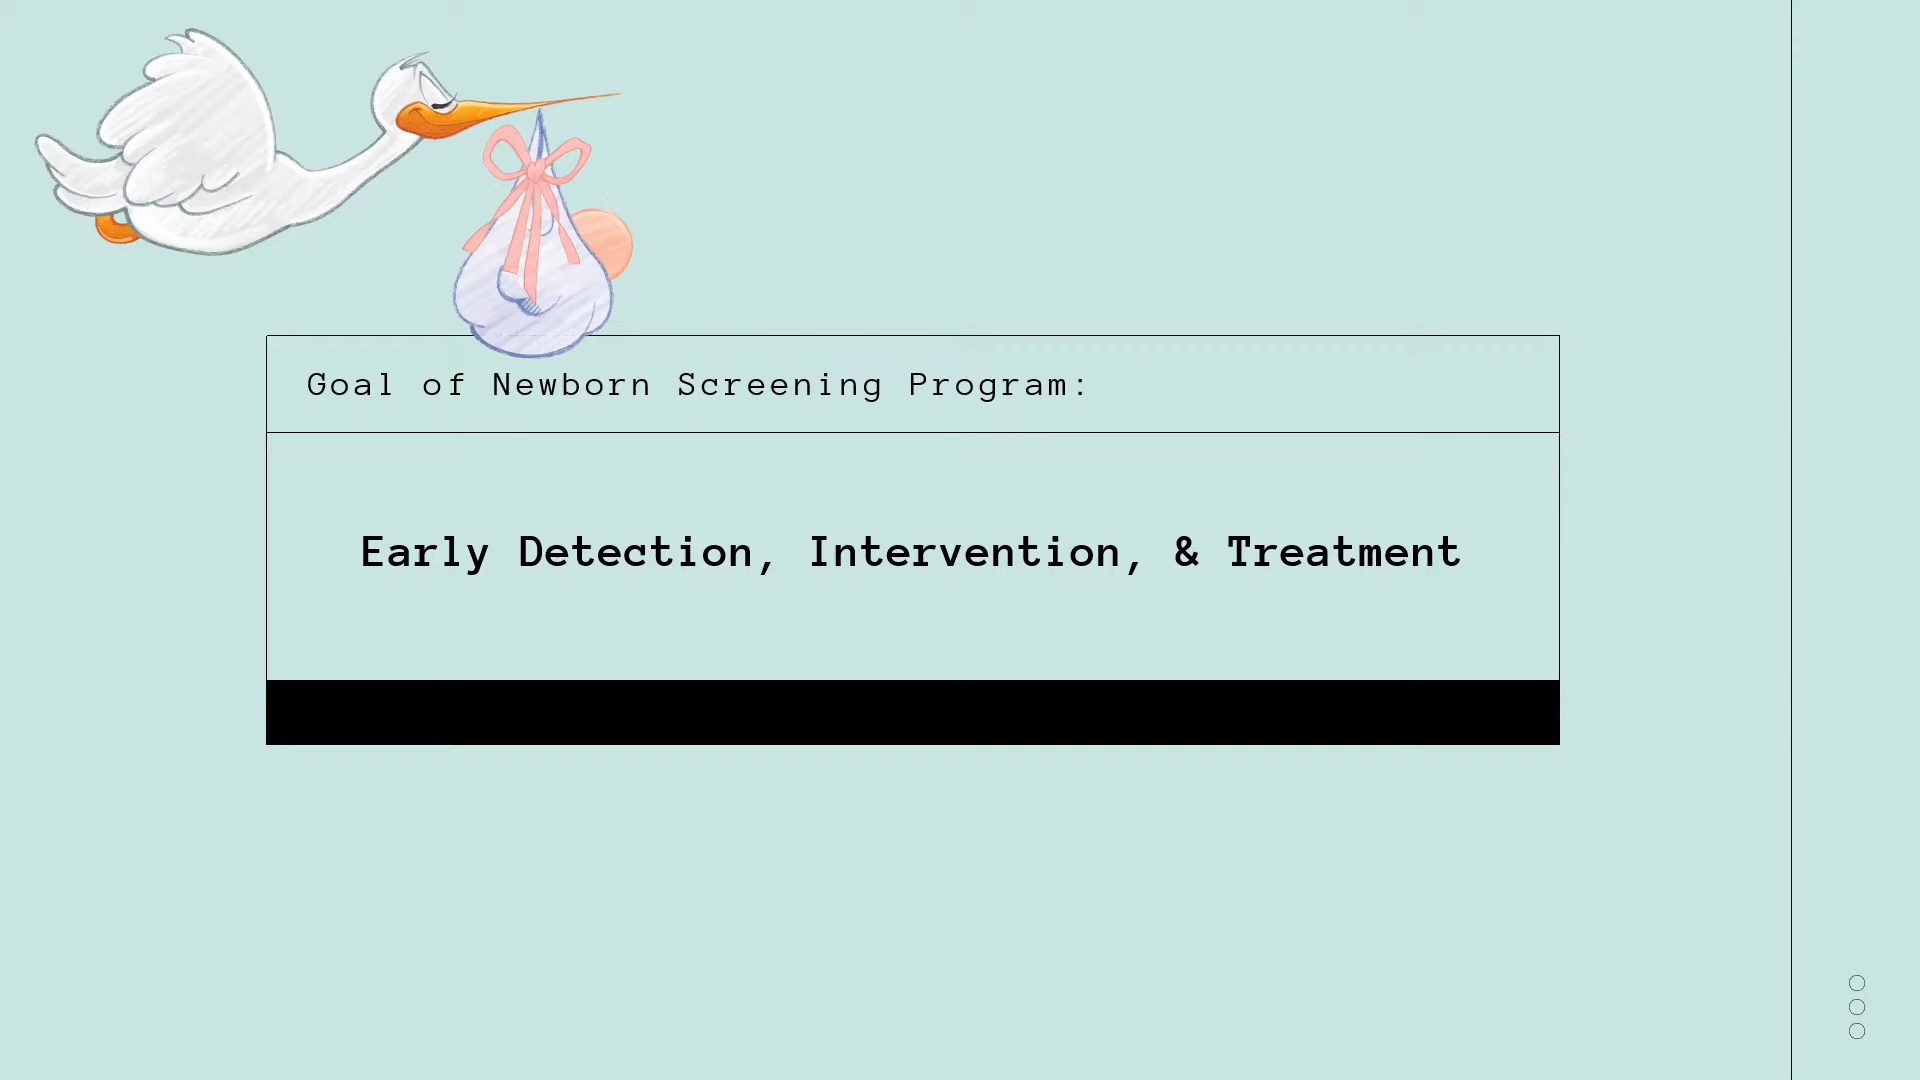 Goal of Newborn Screening Program:
Early Detection, Intervention, & Treatment